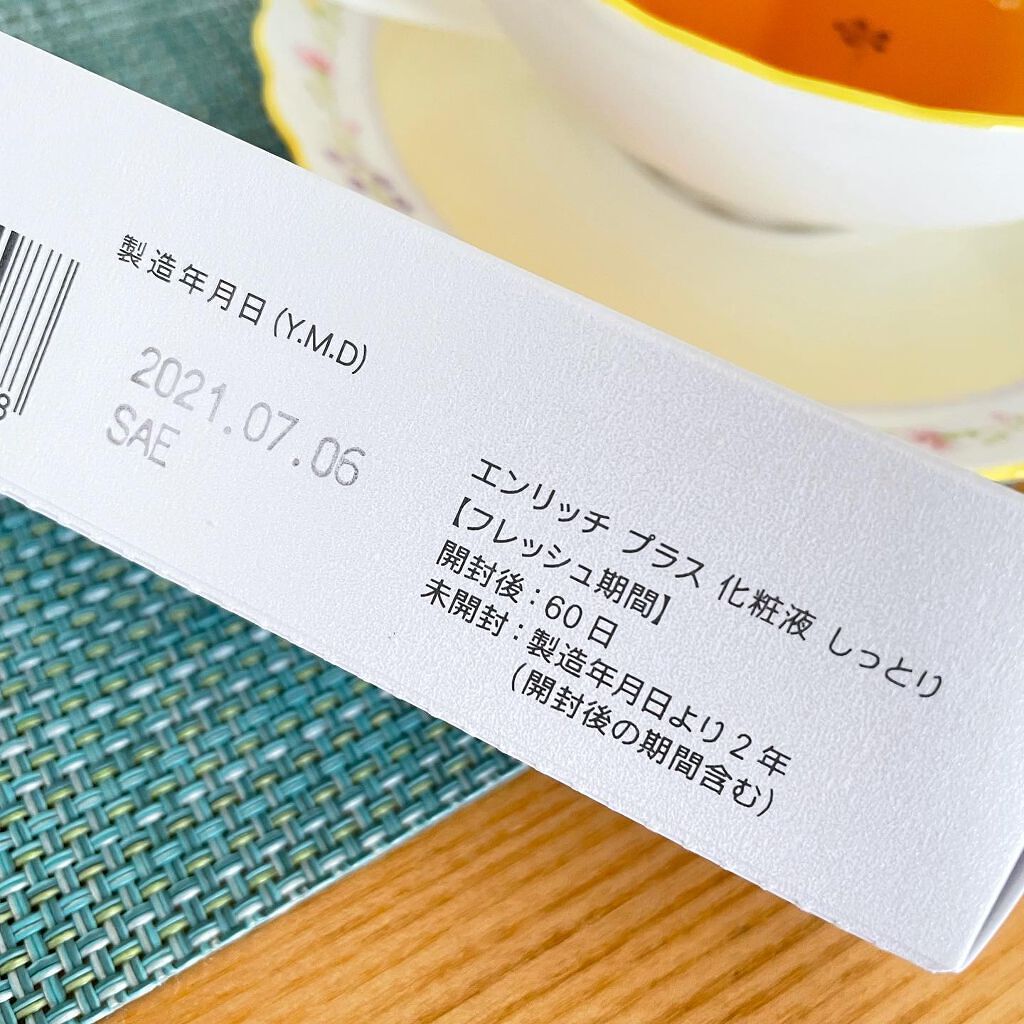 製造年月日(Y.M.D)
2021.07.06
SAE
8
エンリッチ プラス 化粧液 しっとり
【フレッシュ期間】
開封後：60日
未開封：製造年月日より2年
（開封後の期間含む）